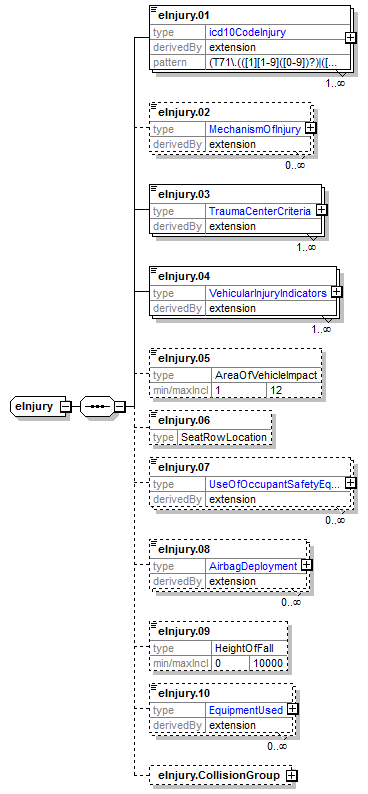 eInjury.01
type icd10CodeInjury
derivedBy extension
pattern (T71\.(([1][1-9]([0-9])?)|([...
1..∞
eInjury.02
type MechanismOfInjury
derivedBy extension
0..∞
eInjury.03
type TraumaCenterCriteria
derivedBy extension
1..∞
eInjury.04
type VehicularInjuryIndicators
derivedBy extension
1..∞
eInjury.05
type AreaOfVehicleImpact
min/maxIncl 1 12
eInjury
eInjury.06
type SeatRowLocation
eInjury.07
type UseOfOccupantSafetyEq...
derivedBy extension
0..∞
eInjury.08
type AirbagDeployment
derivedBy extension
0..∞
eInjury.09
type HeightOfFall
min/maxIncl 0 10000
eInjury.10
type EquipmentUsed
derivedBy extension
0..∞
eInjury.CollisionGroup